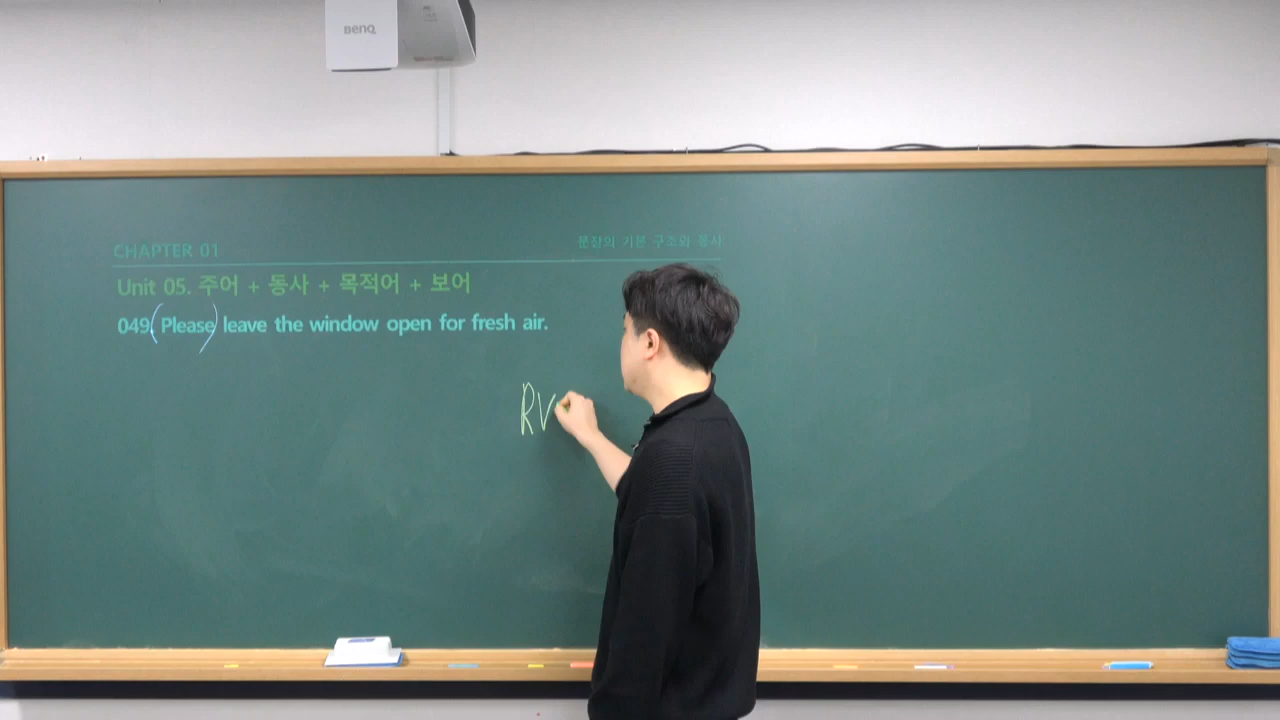 BenQ
CHAPTER 01
문장의 기본 구조와 동사
Unit 05. 주어 + 동사 + 목적어 + 보어
049. (Please) leave the window open for fresh air.
RV